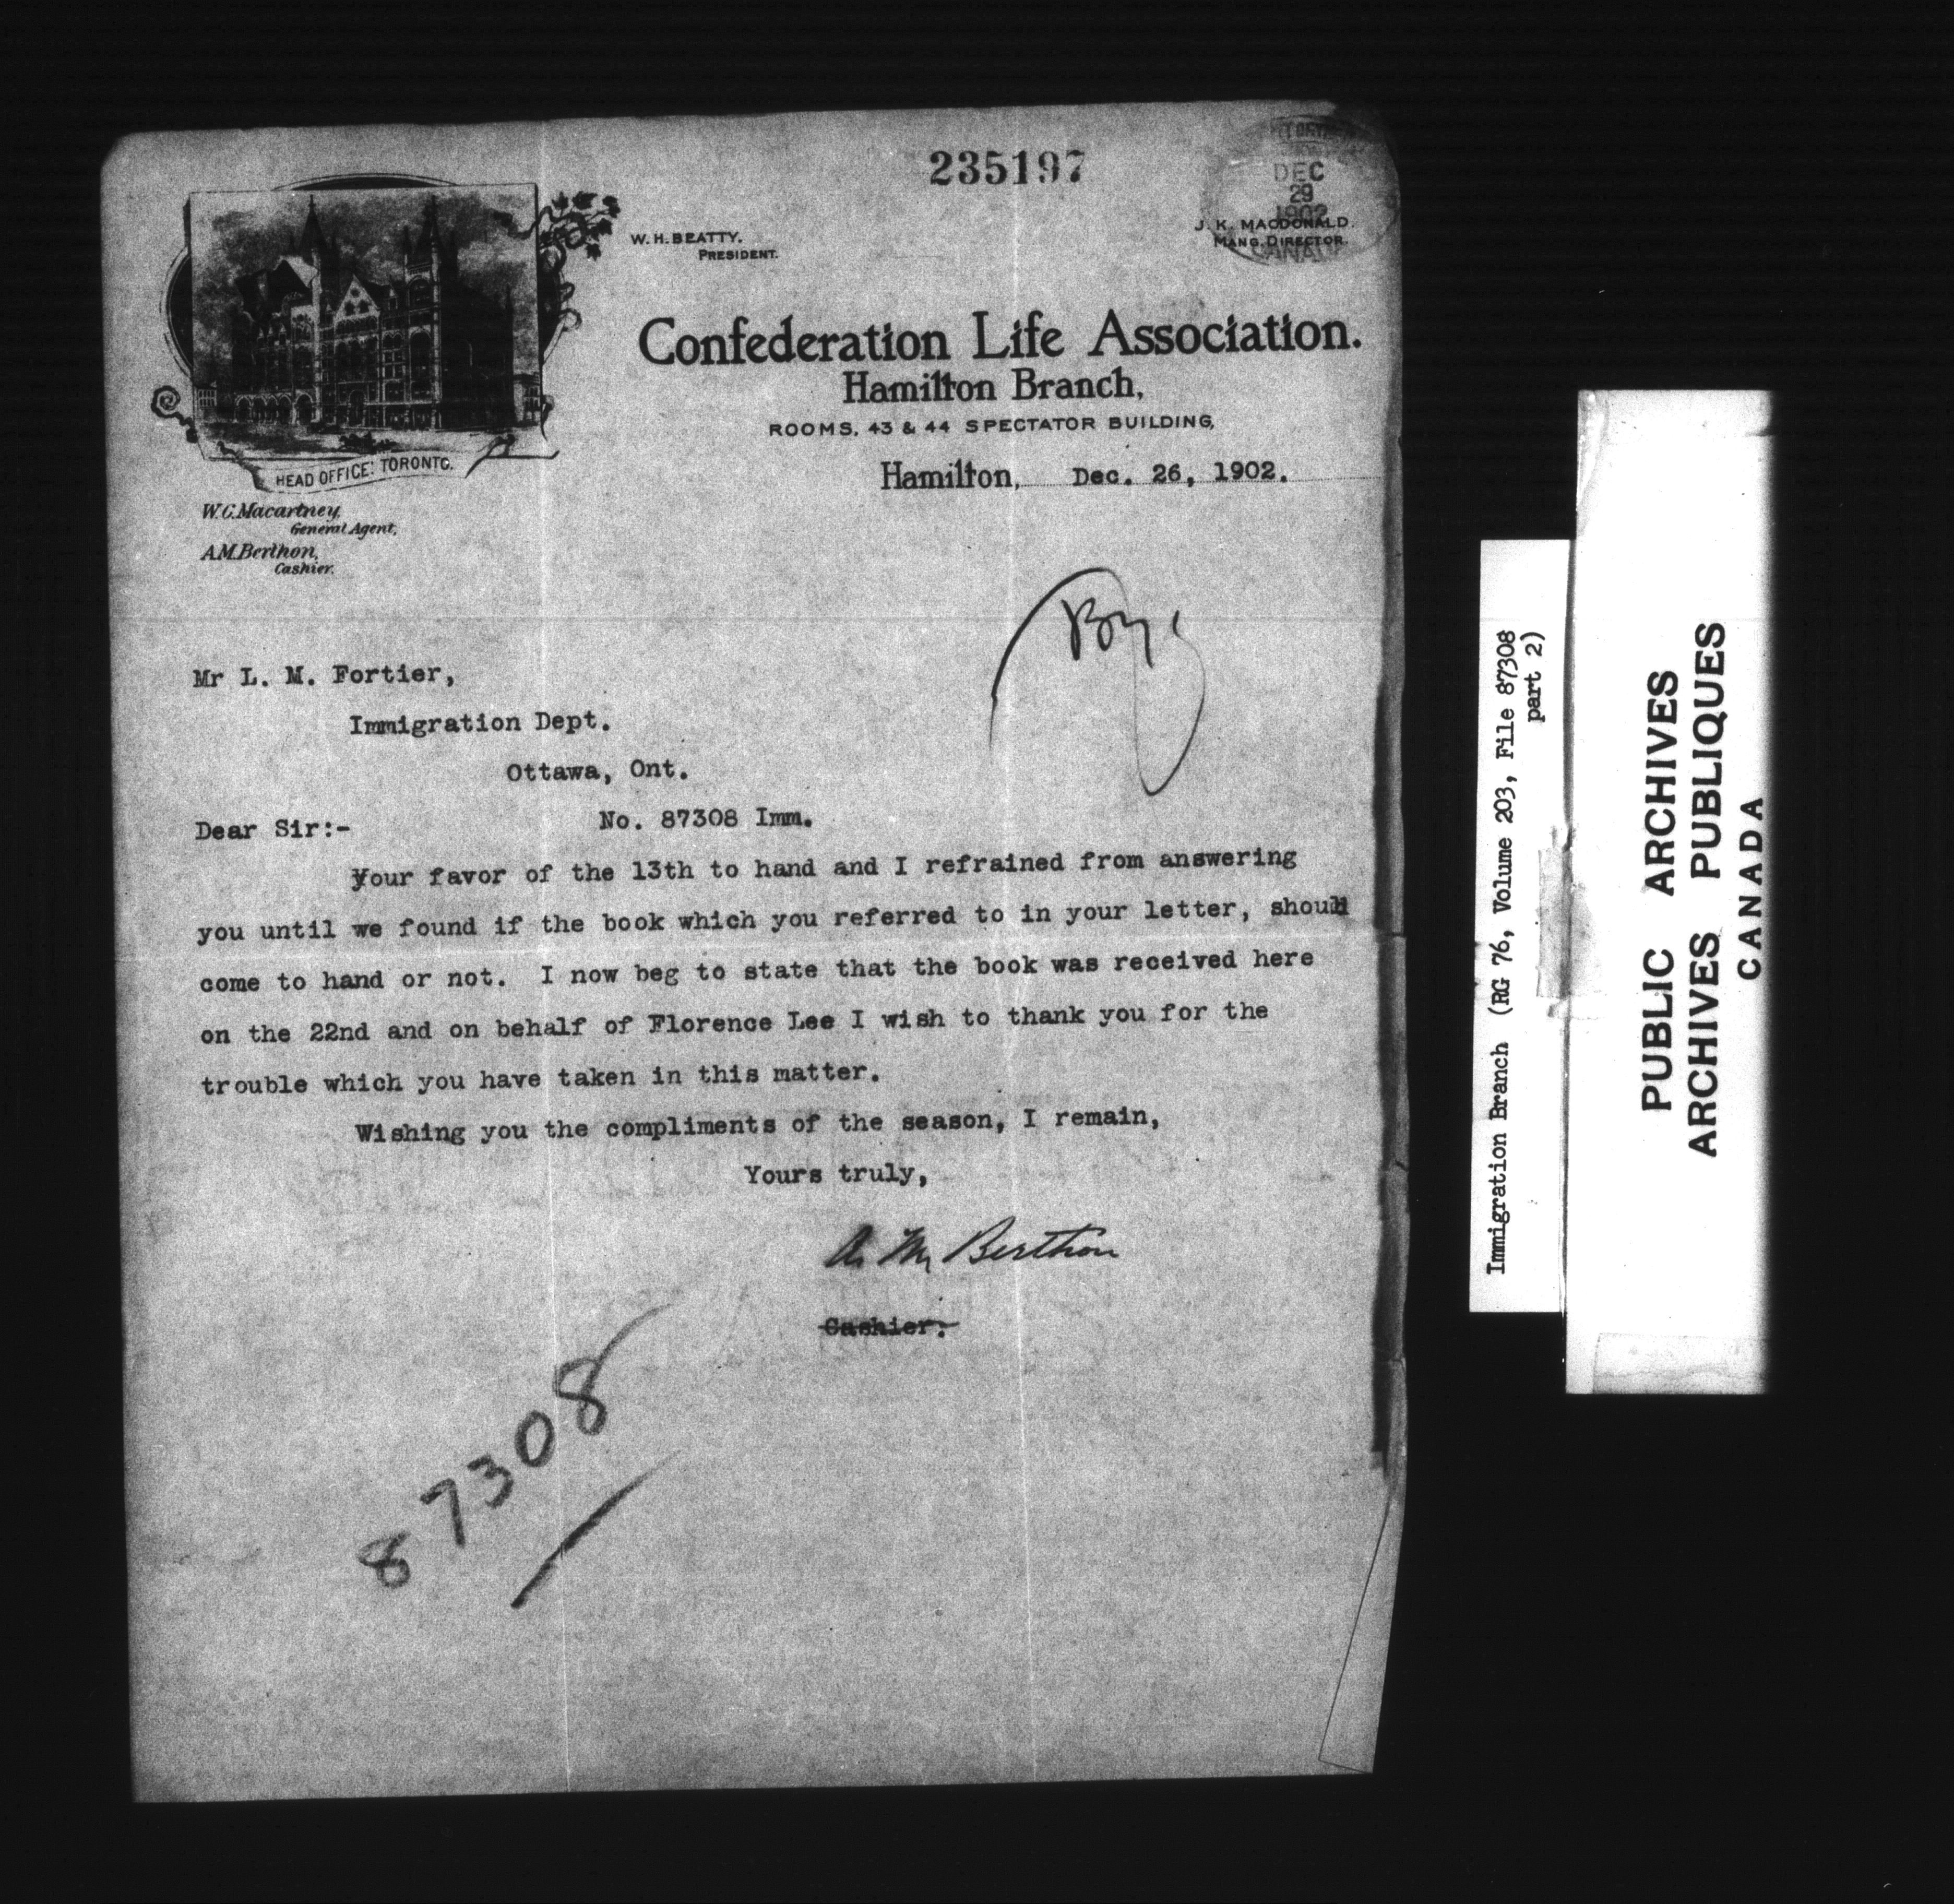 235197
DEC
29
1902
CANADA
W. H. BEATTY.
PRESIDENT.
J. K. MACDONALD.
MANG. DIRECTOR.
Confederation Life Association.
Hamilton Branch,
ROOMS, 43 & 44 SPECTATOR BUILDING,
HEAD OFFICE: TORONTO.
Hamilton, Dec. 26, 1902.
W.C. Macartney,
General Agent,
A.M. Berthon,
Cashier.
Mr L. M. Fortier,
Immigration Dept.
Ottawa, Ont.
No. 87308 Imm.
Dear Sir:-
Your favor of the 13th to hand and I refrained from answering
you until we found if the book which you referred to in your letter, should
come to hand or not. I now beg to state that the book was received here
on the 22nd and on behalf of Florence Lee I wish to thank you for the
trouble which you have taken in this matter.
Wishing you the compliments of the season, I remain,
Yours truly,
A. M. Berthon
Cashier.
87308
Immigration Branch (RG 76, Volume 203, File 87308
part 2)
PUBLIC ARCHIVES
ARCHIVES PUBLIQUES
CANADA